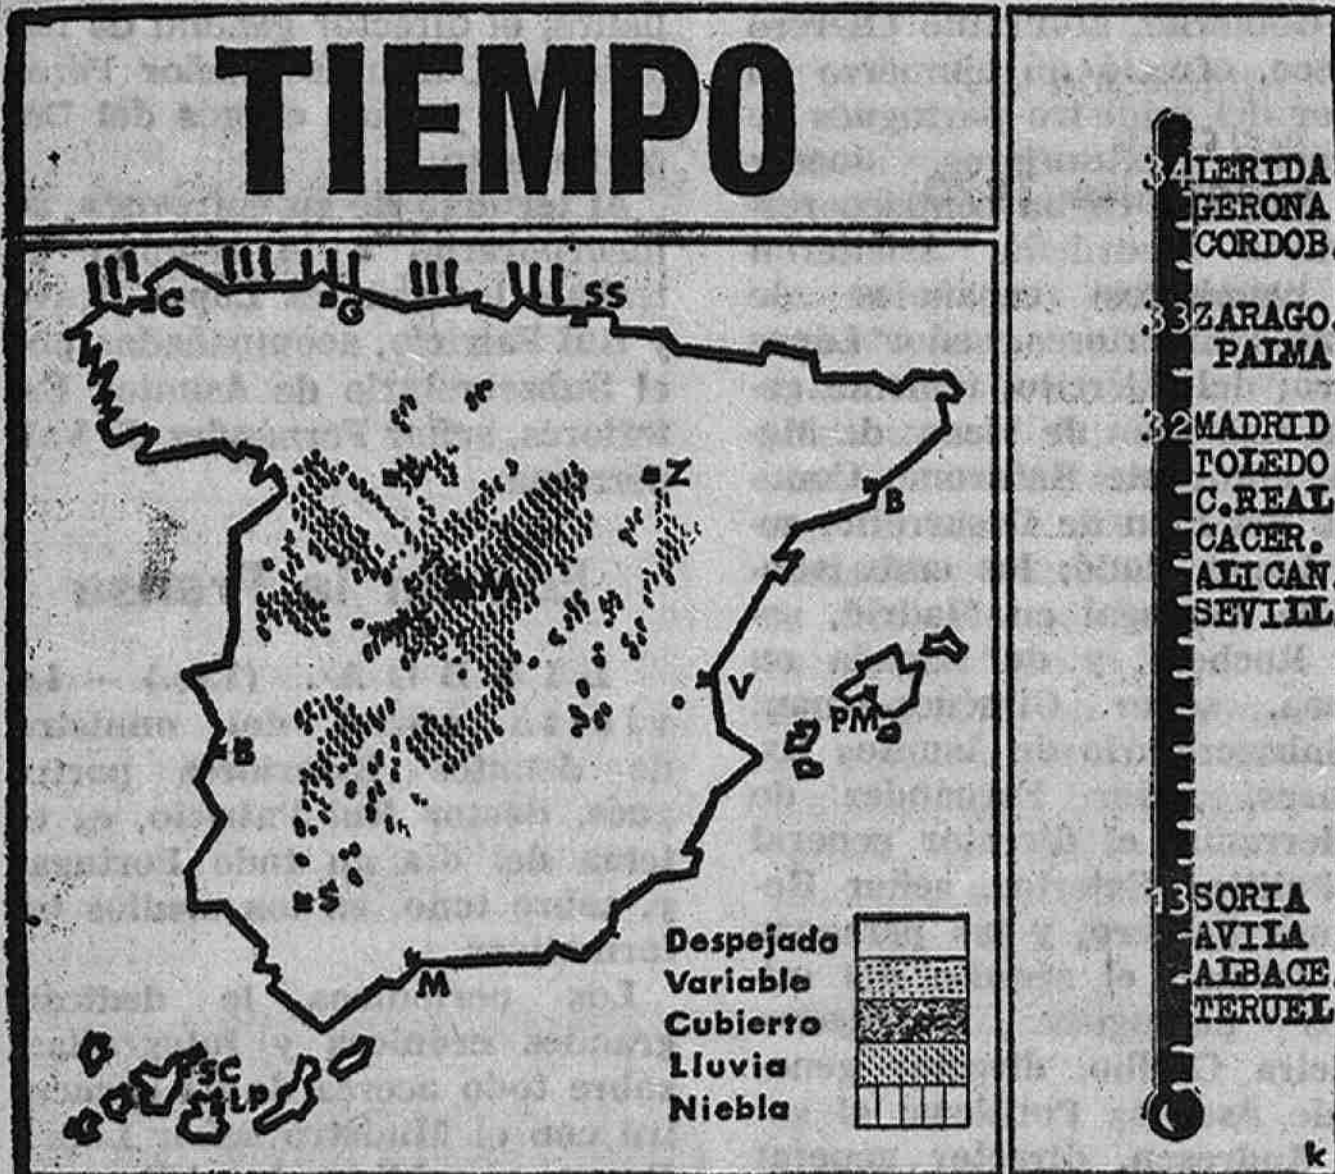 TIEMPO
C
G
SS
V
Z
B
M
V
PM
B
S
M
SC
LP
Despejado
Variable
Cubierto
Lluvia
Niebla
34 LERIDA
GERONA
CORDOB.
33 ZARAGO.
PALMA
32 MADRID
TOLEDO
C.REAL
CACER.
ALICAN
SEVILL
13 SORIA
AVILA
ALBACE
TERUEL
k